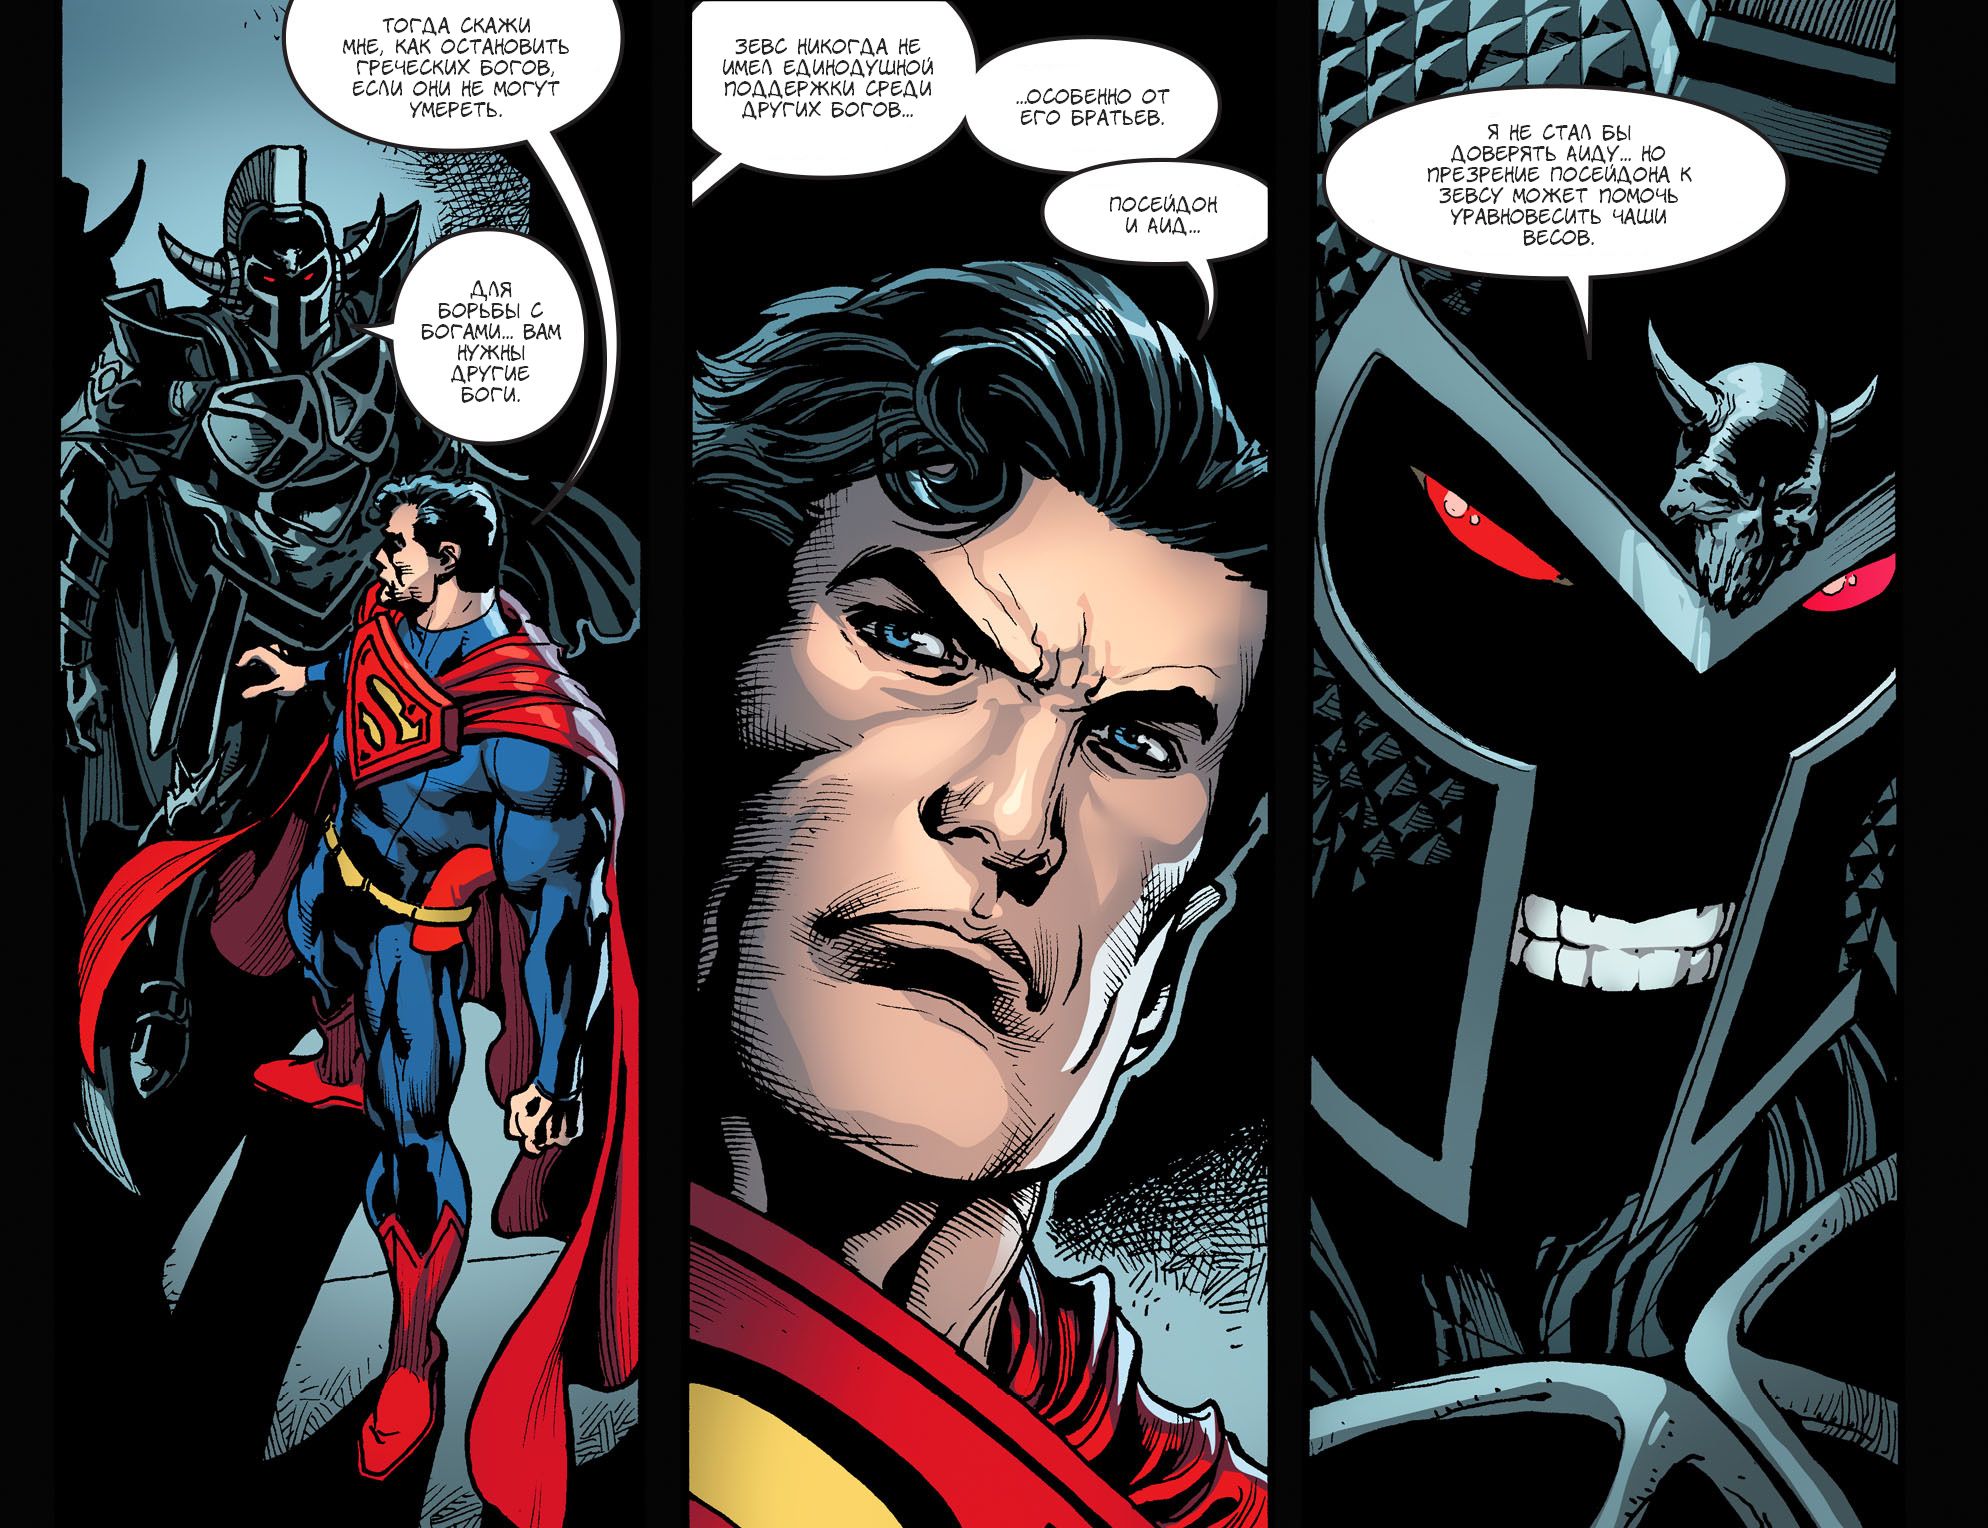 ТОГДА СКАЖИ
МНЕ, КАК ОСТАНОВИТЬ
ГРЕЧЕСКИХ БОГОВ,
ЕСЛИ ОНИ НЕ МОГУТ
УМЕРЕТЬ.
ДЛЯ
БОРЬБЫ С
БОГАМИ... ВАМ
НУЖНЫ
ДРУГИЕ
БОГИ.
ЗЕВС НИКОГДА НЕ
ИМЕЛ ЕДИНОДУШНОЙ
ПОДДЕРЖКИ СРЕДИ
ДРУГИХ БОГОВ...
...ОСОБЕННО ОТ
ЕГО БРАТЬЕВ.
ПОСЕЙДОН
И АИД...
Я НЕ СТАЛ БЫ
ДОВЕРЯТЬ АИДУ... НО
ПРЕЗРЕНИЕ ПОСЕЙДОНА К
ЗЕВСУ МОЖЕТ ПОМОЧЬ
УРАВНОВЕСИТЬ ЧАШИ
ВЕСОВ.